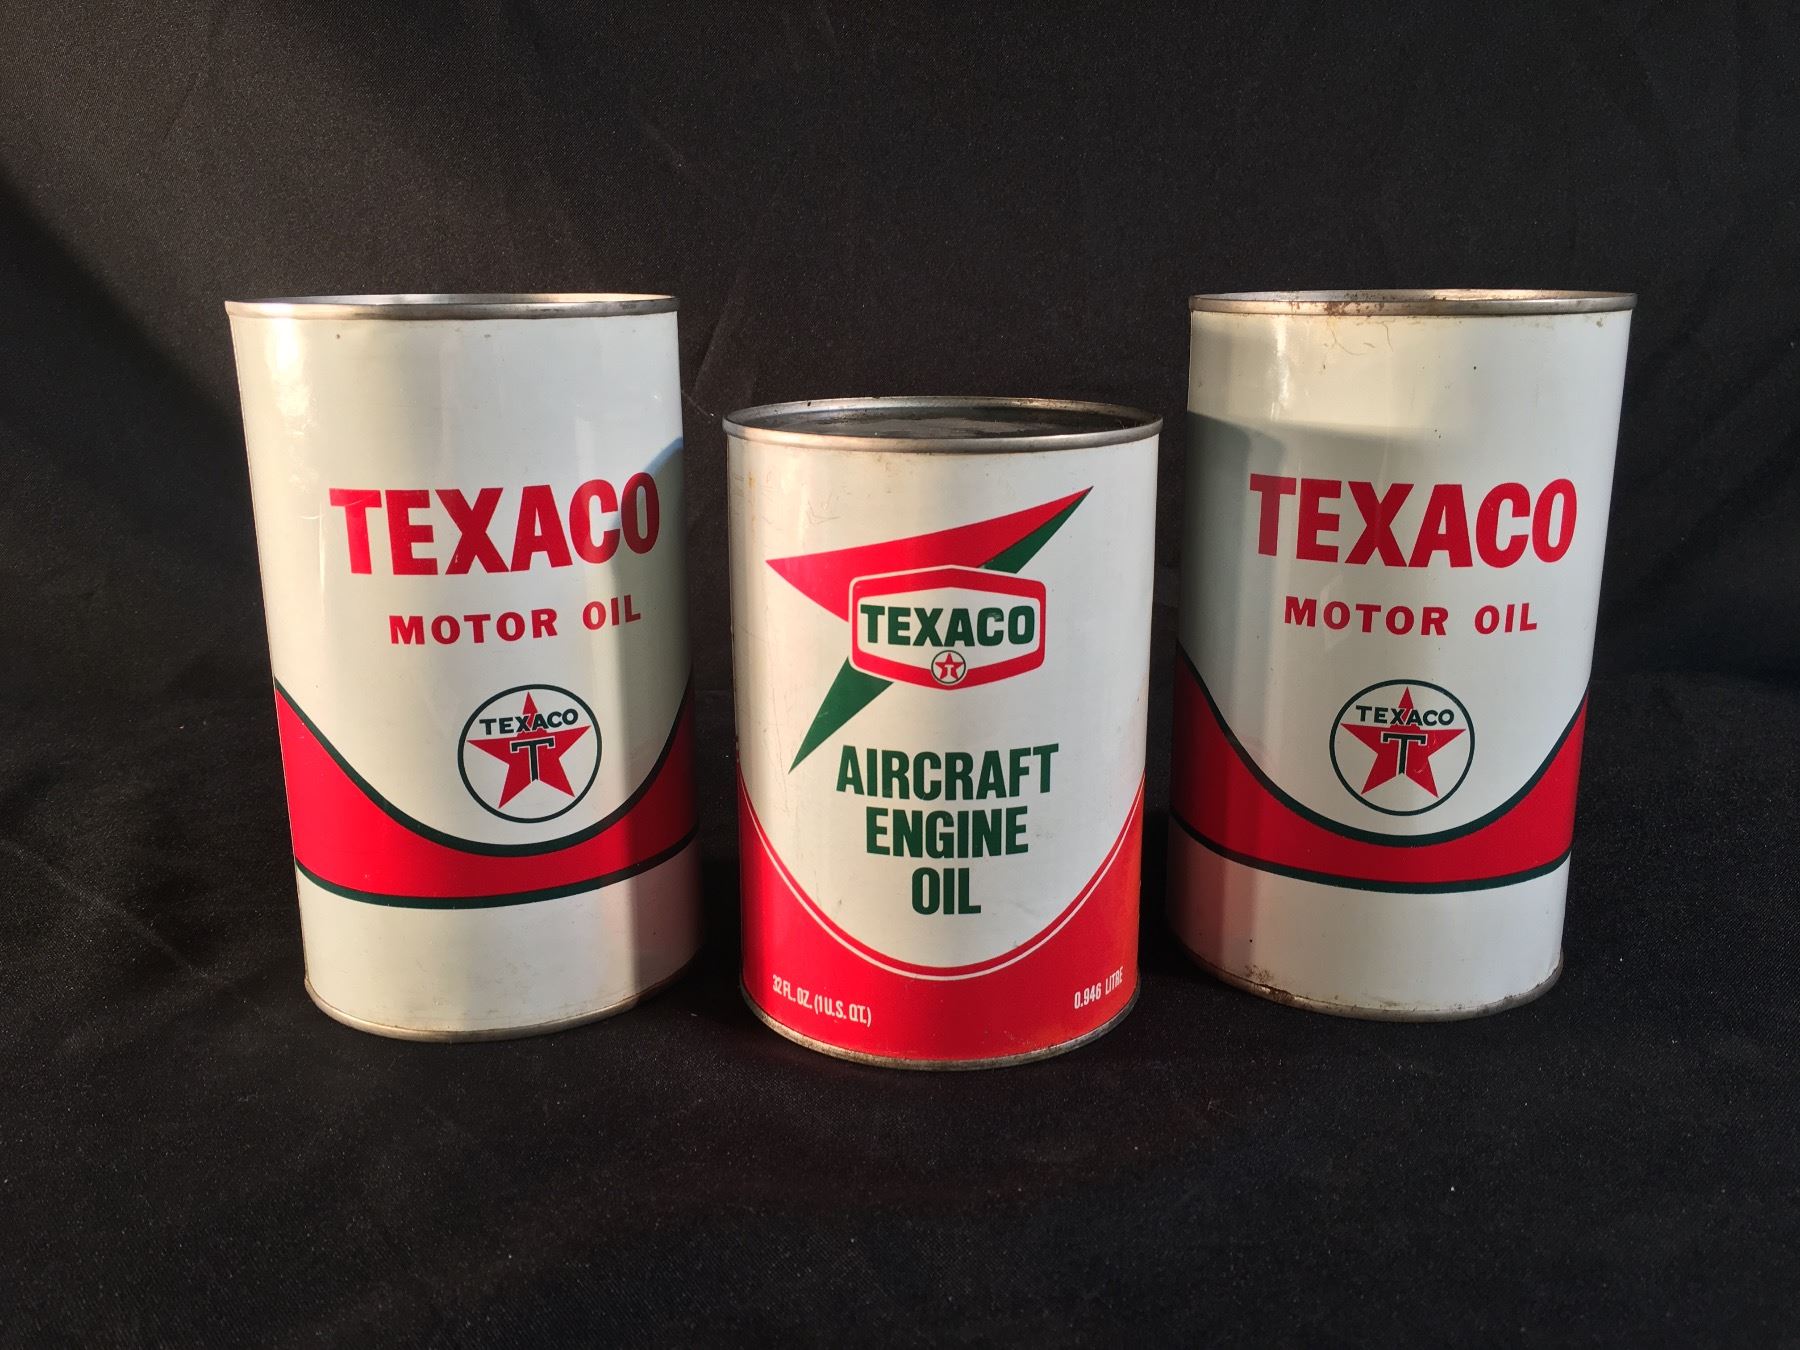 TEXACO
MOTOR OIL
TEXACO
T
TEXACO
T
AIRCRAFT
ENGINE
OIL
32 FL. OZ. (1 U.S. QT.)
0.946 LITRE
TEXACO
MOTOR OIL
TEXACO
T